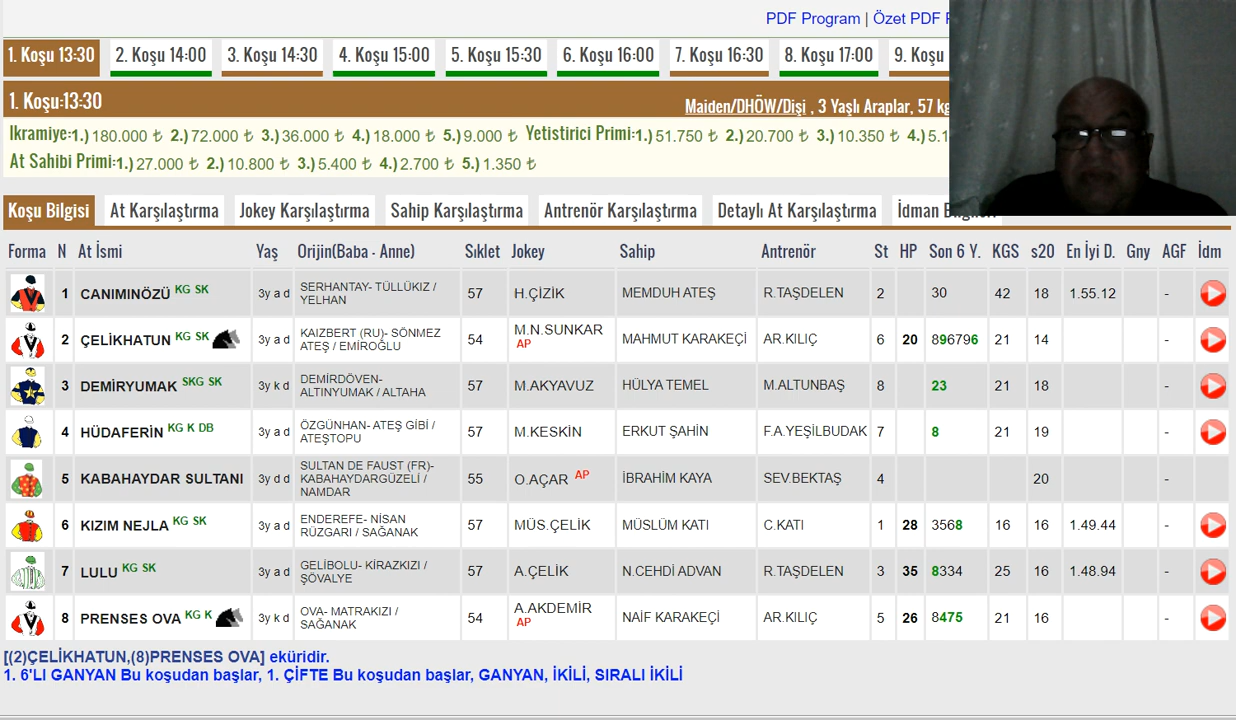 PDF Program | Özet PDF
1. Koşu 13:30 2. Koşu 14:00 3. Koşu 14:30 4. Koşu 15:00 5. Koşu 15:30 6. Koşu 16:00 7. Koşu 16:30 8. Koşu 17:00 9. Koşu
1. Koşu:13:30 Maiden/DHÖW/Dişi , 3 Yaşlı Araplar, 57 kg
Ikramiye:1.) 180.000 ₺ 2.) 72.000 ₺ 3.) 36.000 ₺ 4.) 18.000 ₺ 5.) 9.000 ₺ Yetistirici Primi:1.) 51.750 ₺ 2.) 20.700 ₺ 3.) 10.350 ₺ 4.) 5.1
At Sahibi Primi:1.) 27.000 ₺ 2.) 10.800 ₺ 3.) 5.400 ₺ 4.) 2.700 ₺ 5.) 1.350 ₺
Koşu Bilgisi At Karşılaştırma Jokey Karşılaştırma Sahip Karşılaştırma Antrenör Karşılaştırma Detaylı At Karşılaştırma İdman
Forma N At İsmi Yaş Orijin(Baba - Anne) Sıklet Jokey Sahip Antrenör St HP Son 6 Y. KGS s20 En İyi D. Gny AGF İdm
1 CANIMINÖZÜ KG SK 3y a d SERHANTAY- TÜLLÜKIZ / YELHAN 57 H.ÇİZİK MEMDUH ATEŞ R.TAŞDELEN 2 30 42 18 1.55.12 -
2 ÇELİKHATUN KG SK 3y a d KAIZBERT (RU)- SÖNMEZ ATEŞ / EMİROĞLU 54 M.N.SUNKAR AP MAHMUT KARAKEÇİ AR.KILIÇ 6 20 896796 21 14 -
3 DEMİRYUMAK SKG SK 3y k d DEMİRDÖVEN- ALTINYUMAK / ALTAHA 57 M.AKYAVUZ HÜLYA TEMEL M.ALTUNBAŞ 8 23 21 18 -
4 HÜDAFERİN KG K DB 3y a d ÖZGÜNHAN- ATEŞ GİBİ / ATEŞTOPU 57 M.KESKİN ERKUT ŞAHİN F.A.YEŞİLBUDAK 7 8 21 19 -
5 KABAHAYDAR SULTANI 3y d d SULTAN DE FAUST (FR)- KABAHAYDARGÜZELİ / NAMDAR 55 O.AÇAR AP İBRAHİM KAYA SEV.BEKTAŞ 4 20 -
6 KIZIM NEJLA KG SK 3y a d ENDEREFE- NİSAN RÜZGARI / SAĞANAK 57 MÜS.ÇELİK MÜSLÜM KATI C.KATI 1 28 3568 16 16 1.49.44 -
7 LULU KG SK 3y a d GELİBOLU- KİRAZKIZI / ŞÖVALYE 57 A.ÇELİK N.CEHDİ ADVAN R.TAŞDELEN 3 35 8334 25 16 1.48.94 -
8 PRENSES OVA KG K 3y k d OVA- MATRAKIZI / SAĞANAK 54 A.AKDEMİR AP NAİF KARAKEÇİ AR.KILIÇ 5 26 8475 21 16 -
[(2)ÇELİKHATUN,(8)PRENSES OVA] eküridir.
1. 6'LI GANYAN Bu koşudan başlar, 1. ÇİFTE Bu koşudan başlar, GANYAN, İKİLİ, SIRALI İKİLİ